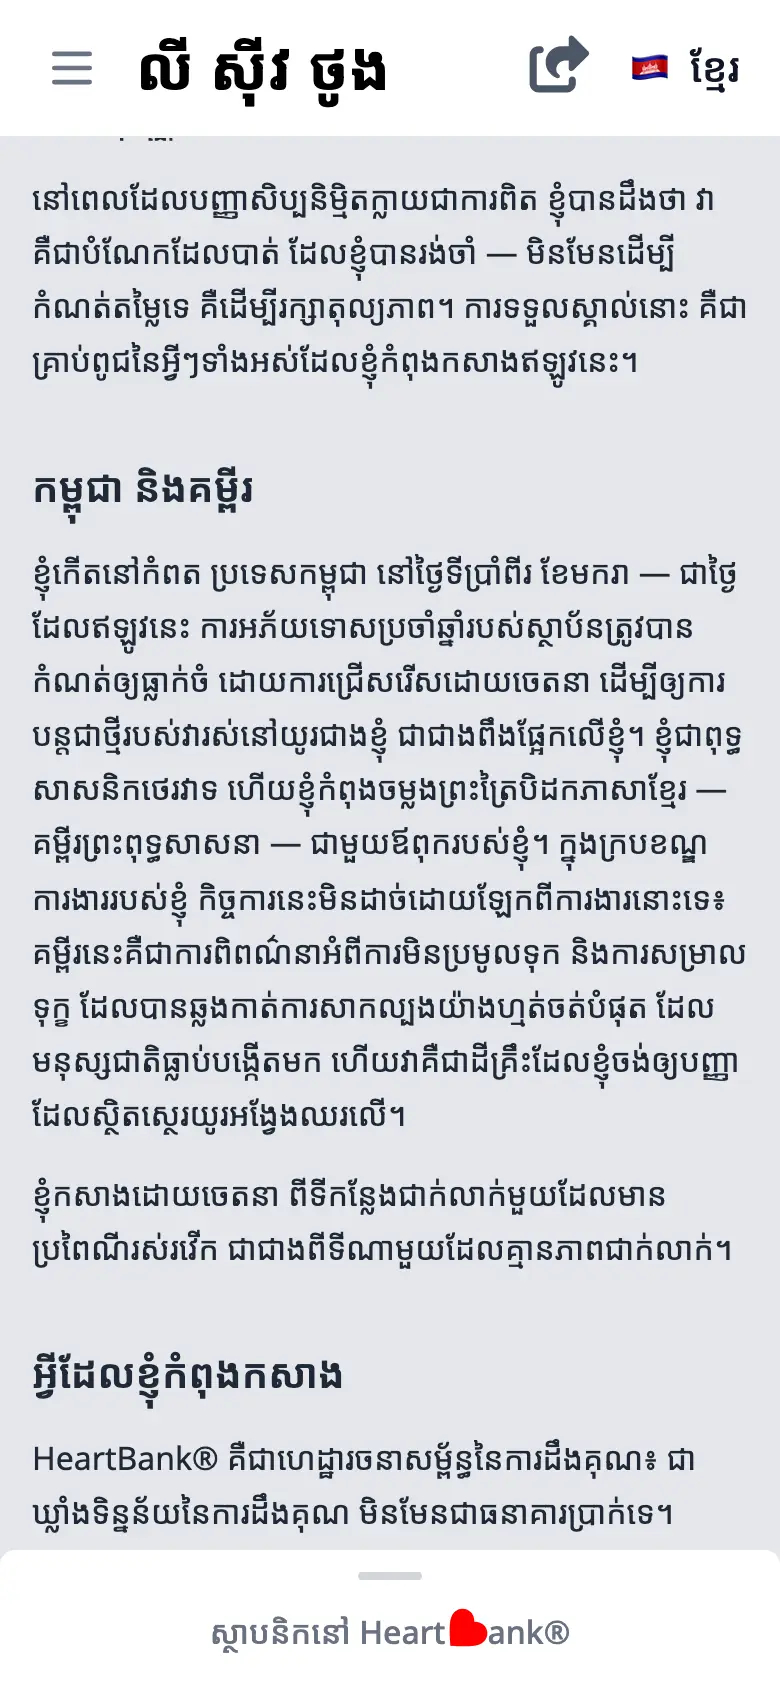 លី ស៊ីវ ថូង
ខ្មែរ
នៅពេលដែលបញ្ញាសិប្បនិម្មិតក្លាយជាការពិត ខ្ញុំបានដឹងថា វា
គឺជាបំណែកដែលបាត់ ដែលខ្ញុំបានរង់ចាំ — មិនមែនដើម្បី
កំណត់តម្លៃទេ គឺដើម្បីរក្សាតុល្យភាព។ ការទទួលស្គាល់នោះ គឺជា
គ្រាប់ពូជនៃអ្វីៗទាំងអស់ដែលខ្ញុំកំពុងកសាងឥឡូវនេះ។
កម្ពុជា និងគម្ពីរ
ខ្ញុំកើតនៅកំពត ប្រទេសកម្ពុជា នៅថ្ងៃទីប្រាំពីរ ខែមករា — ជាថ្ងៃ
ដែលឥឡូវនេះ ការអភ័យទោសប្រចាំឆ្នាំរបស់ស្ថាប័នត្រូវបាន
កំណត់ឲ្យធ្លាក់ចំ ដោយការជ្រើសរើសដោយចេតនា ដើម្បីឲ្យការ
បន្តជាថ្មីរបស់វារស់នៅយូរជាងខ្ញុំ ជាជាងពឹងផ្អែកលើខ្ញុំ។ ខ្ញុំជាពុទ្ធ
សាសនិកថេរវាទ ហើយខ្ញុំកំពុងចម្លងព្រះត្រៃបិដកភាសាខ្មែរ —
គម្ពីរព្រះពុទ្ធសាសនា — ជាមួយឪពុករបស់ខ្ញុំ។ ក្នុងក្របខណ្ឌ
ការងាររបស់ខ្ញុំ កិច្ចការនេះមិនដាច់ដោយឡែកពីការងារនោះទេ៖
គម្ពីរនេះគឺជាការពិពណ៌នាអំពីការមិនប្រមូលទុក និងការសម្រាល
ទុក្ខ ដែលបានឆ្លងកាត់ការសាកល្បងយ៉ាងហ្មត់ចត់បំផុត ដែល
មនុស្សជាតិធ្លាប់បង្កើតមក ហើយវាគឺជាដីគ្រឹះដែលខ្ញុំចង់ឲ្យបញ្ញា
ដែលស្ថិតស្ថេរយូរអង្វែងឈរលើ។
ខ្ញុំកសាងដោយចេតនា ពីទីកន្លែងជាក់លាក់មួយដែលមាន
ប្រពៃណីរស់រវើក ជាជាងពីទីណាមួយដែលគ្មានភាពជាក់លាក់។
អ្វីដែលខ្ញុំកំពុងកសាង
HeartBank® គឺជាហេដ្ឋារចនាសម្ព័ន្ធនៃការដឹងគុណ៖ ជា
ឃ្លាំងទិន្នន័យនៃការដឹងគុណ មិនមែនជាធនាគារប្រាក់ទេ។
ស្ថាបនិកនៅ Heart❤ank®